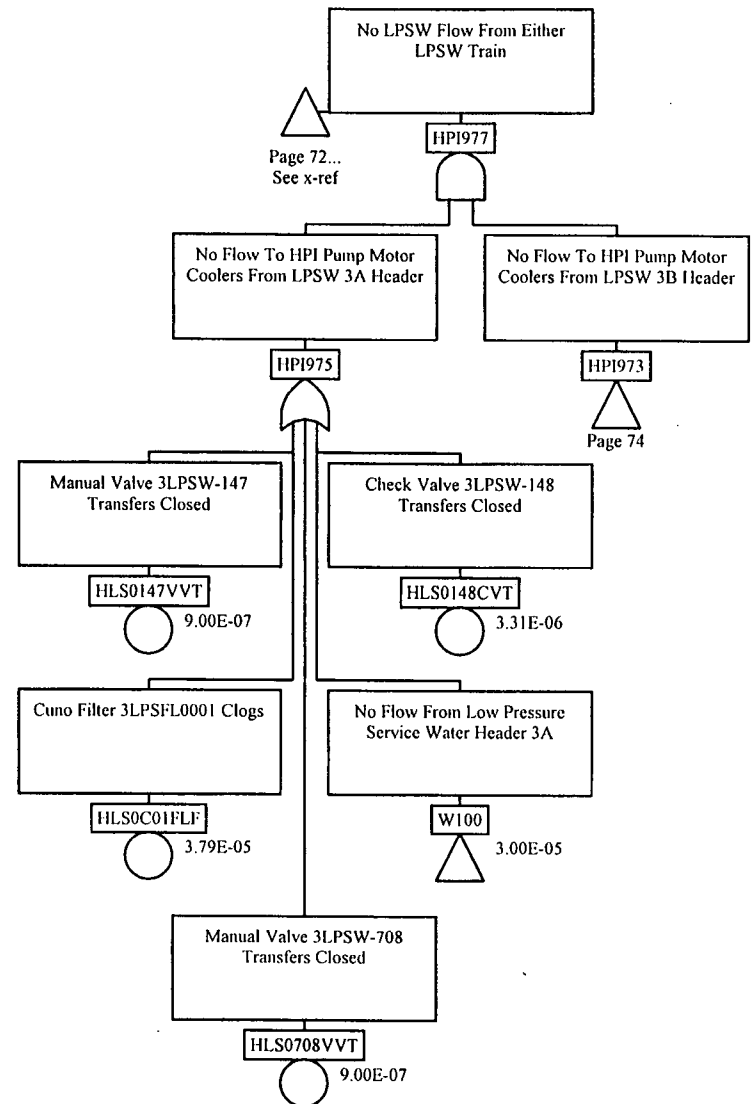 No LPSW Flow From Either
LPSW Train
Page 72...
See x-ref
HPI977
No Flow To HPI Pump Motor
Coolers From LPSW 3A Header
No Flow To HPI Pump Motor
Coolers From LPSW 3B Header
HPI975
HPI973
Page 74
Manual Valve 3LPSW-147
Transfers Closed
Check Valve 3LPSW-148
Transfers Closed
HLS0147VVT
9.00E-07
HLS0148CVT
3.31E-06
Cuno Filter 3LPSFL0001 Clogs
No Flow From Low Pressure
Service Water Header 3A
HLS0C01FLF
3.79E-05
W100
3.00E-05
Manual Valve 3LPSW-708
Transfers Closed
HLS0708VVT
9.00E-07